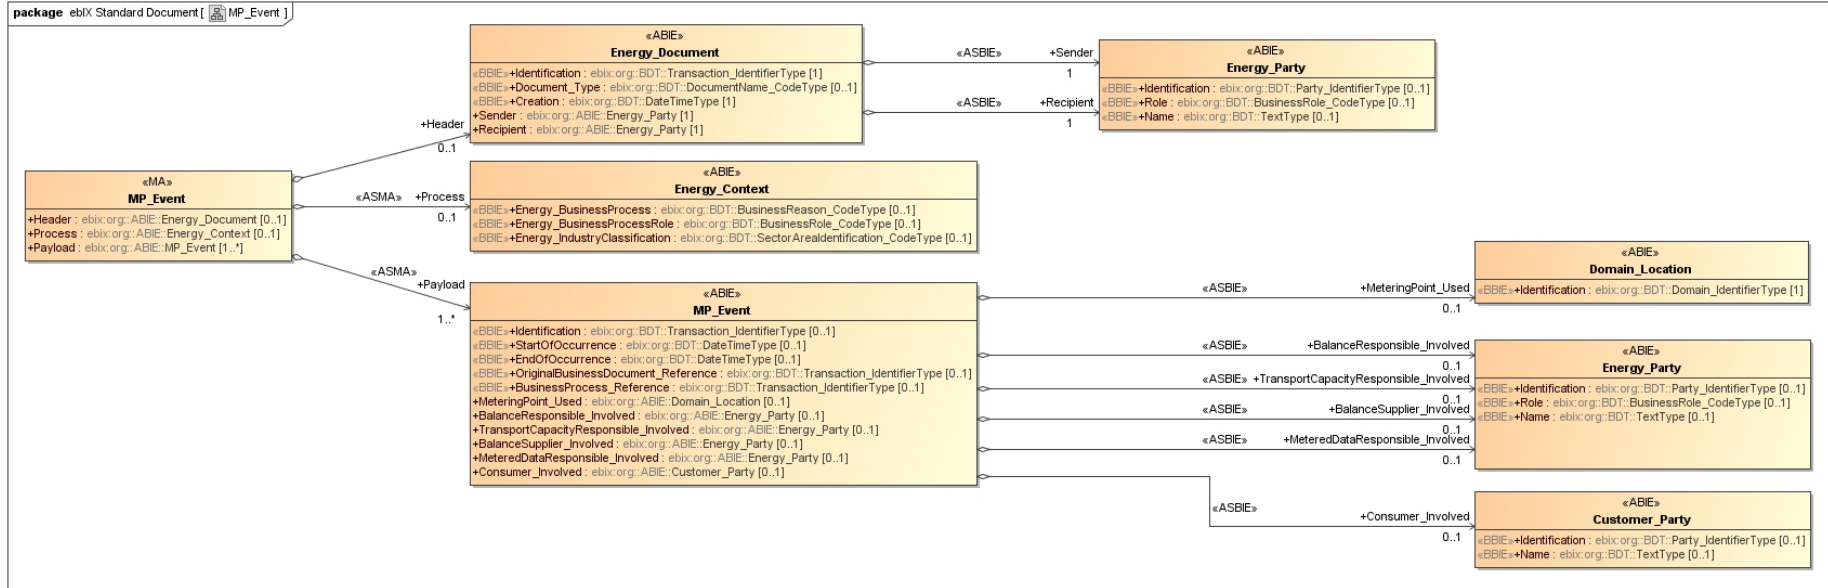 package ebIX Standard Document [ MP_Event ]
«MA»
MP_Event
+Header : ebix:org::ABIE::Energy_Document [0..1]
+Process : ebix:org::ABIE::Energy_Context [0..1]
+Payload : ebix:org::ABIE::MP_Event [1..*]
+Header
0..1
«ASMA»
+Process
0..1
«ASMA»
+Payload
1..*
«ABIE»
Energy_Document
«BBIE»+Identification : ebix:org::BDT::Transaction_IdentifierType [1]
«BBIE»+Document_Type : ebix:org::BDT::DocumentName_CodeType [0..1]
«BBIE»+Creation : ebix:org::BDT::DateTimeType [1]
+Sender : ebix:org::ABIE::Energy_Party [1]
+Recipient : ebix:org::ABIE::Energy_Party [1]
«ASBIE»
+Sender
1
«ASBIE»
+Recipient
1
«ABIE»
Energy_Party
«BBIE»+Identification : ebix:org::BDT::Party_IdentifierType [0..1]
«BBIE»+Role : ebix:org::BDT::BusinessRole_CodeType [0..1]
«BBIE»+Name : ebix:org::BDT::TextType [0..1]
«ABIE»
Energy_Context
«BBIE»+Energy_BusinessProcess : ebix:org::BDT::BusinessReason_CodeType [0..1]
«BBIE»+Energy_BusinessProcessRole : ebix:org::BDT::BusinessRole_CodeType [0..1]
«BBIE»+Energy_IndustryClassification : ebix:org::BDT::SectorAreaIdentification_CodeType [0..1]
«ABIE»
MP_Event
«BBIE»+Identification : ebix:org::BDT::Transaction_IdentifierType [0..1]
«BBIE»+StartOfOccurrence : ebix:org::BDT::DateTimeType [0..1]
«BBIE»+EndOfOccurrence : ebix:org::BDT::DateTimeType [0..1]
«BBIE»+OriginalBusinessDocument_Reference : ebix:org::BDT::Transaction_IdentifierType [0..1]
«BBIE»+BusinessProcess_Reference : ebix:org::BDT::Transaction_IdentifierType [0..1]
+MeteringPoint_Used : ebix:org::ABIE::Domain_Location [0..1]
+BalanceResponsible_Involved : ebix:org::ABIE::Energy_Party [0..1]
+TransportCapacityResponsible_Involved : ebix:org::ABIE::Energy_Party [0..1]
+BalanceSupplier_Involved : ebix:org::ABIE::Energy_Party [0..1]
+MeteredDataResponsible_Involved : ebix:org::ABIE::Energy_Party [0..1]
+Consumer_Involved : ebix:org::ABIE::Customer_Party [0..1]
«ASBIE»
+MeteringPoint_Used
0..1
«ASBIE»
+BalanceResponsible_Involved
0..1
«ASBIE»
+TransportCapacityResponsible_Involved
0..1
«ASBIE»
+BalanceSupplier_Involved
0..1
«ASBIE»
+MeteredDataResponsible_Involved
0..1
«ASBIE»
+Consumer_Involved
0..1
«ABIE»
Domain_Location
«BBIE»+Identification : ebix:org::BDT::Domain_IdentifierType [1]
«ABIE»
Energy_Party
«BBIE»+Identification : ebix:org::BDT::Party_IdentifierType [0..1]
«BBIE»+Role : ebix:org::BDT::BusinessRole_CodeType [0..1]
«BBIE»+Name : ebix:org::BDT::TextType [0..1]
«ABIE»
Customer_Party
«BBIE»+Identification : ebix:org::BDT::Party_IdentifierType [0..1]
«BBIE»+Name : ebix:org::BDT::TextType [0..1]